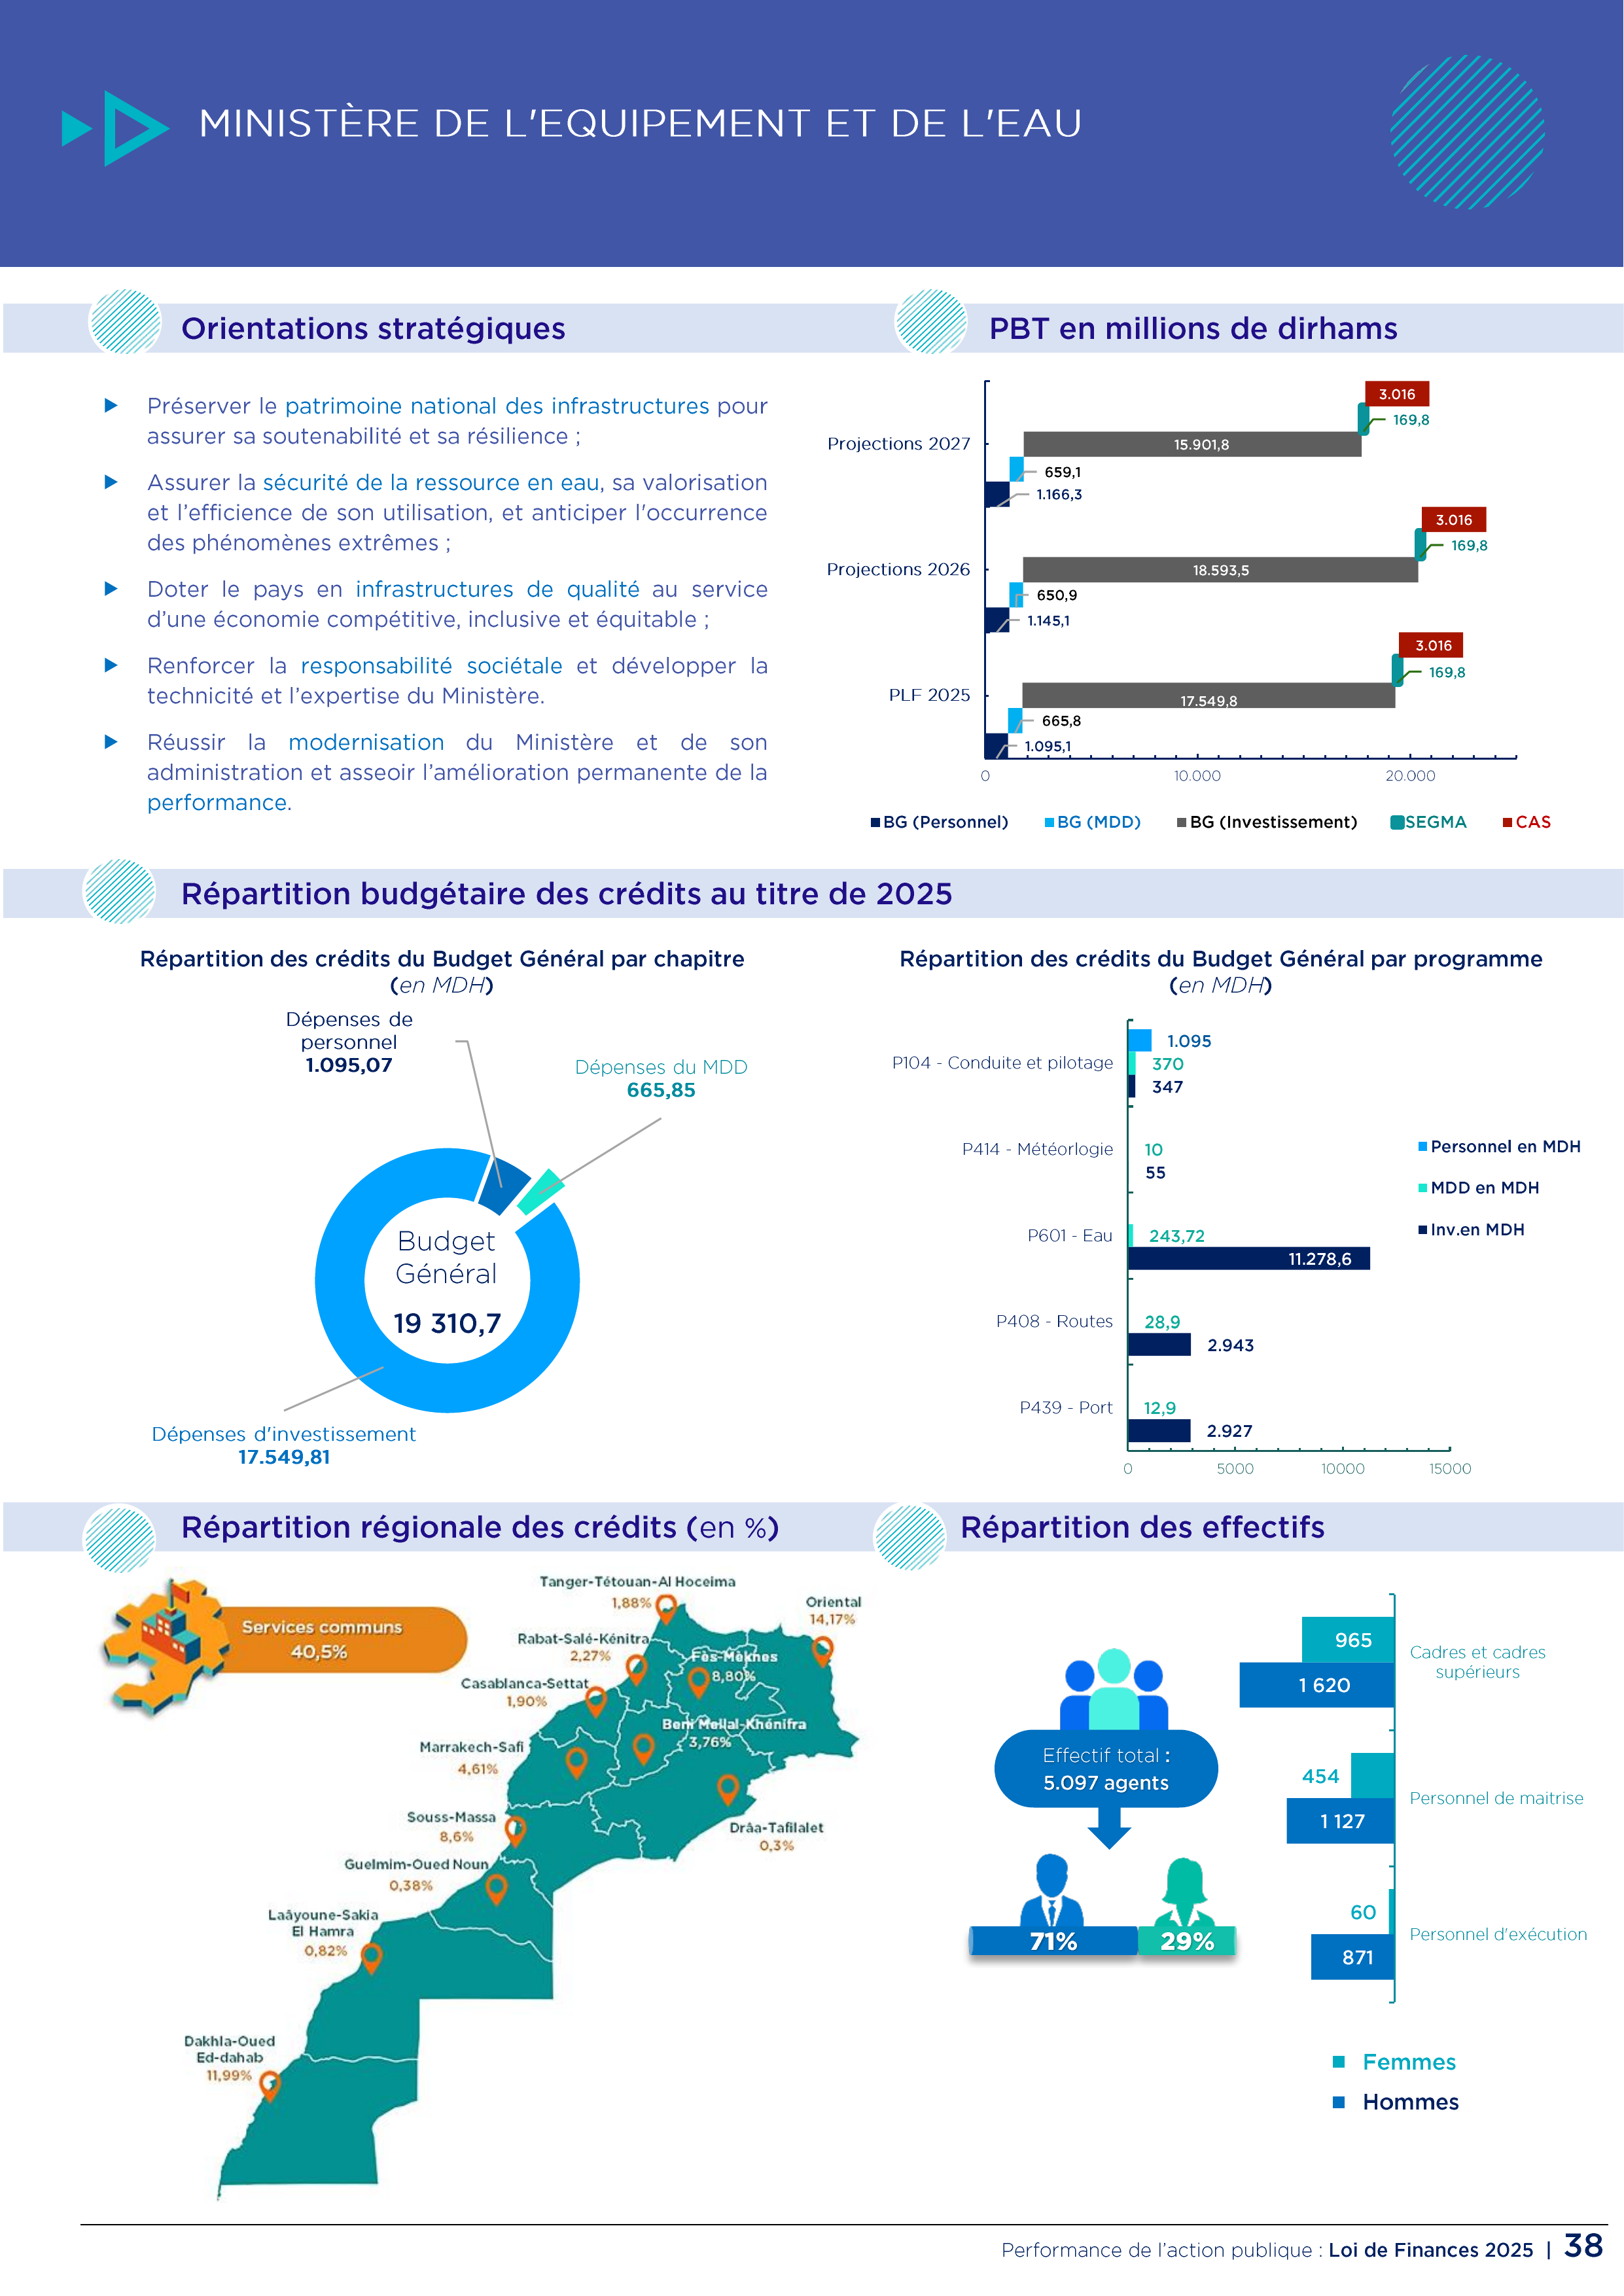 MINISTÈRE DE L'EQUIPEMENT ET DE L'EAU
Orientations stratégiques
Préserver le patrimoine national des infrastructures pour
assurer sa soutenabilité et sa résilience ;
Assurer la sécurité de la ressource en eau, sa valorisation
et l’efficience de son utilisation, et anticiper l'occurrence
des phénomènes extrêmes ;
Doter le pays en infrastructures de qualité au service
d’une économie compétitive, inclusive et équitable ;
Renforcer la responsabilité sociétale et développer la
technicité et l’expertise du Ministère.
Réussir la modernisation du Ministère et de son
administration et asseoir l’amélioration permanente de la
performance.
PBT en millions de dirhams
3.016
169,8
Projections 2027
15.901,8
659,1
1.166,3
3.016
169,8
Projections 2026
18.593,5
650,9
1.145,1
3.016
169,8
PLF 2025
17.549,8
665,8
1.095,1
0 10.000 20.000
BG (Personnel) BG (MDD) BG (Investissement) SEGMA CAS
Répartition budgétaire des crédits au titre de 2025
Répartition des crédits du Budget Général par chapitre
(en MDH)
Dépenses de
personnel
1.095,07
Dépenses du MDD
665,85
Budget
Général
19 310,7
Dépenses d'investissement
17.549,81
Répartition des crédits du Budget Général par programme
(en MDH)
1.095
P104 - Conduite et pilotage
370
347
P414 - Météorlogie
10
55
P601 - Eau
243,72
11.278,6
P408 - Routes
28,9
2.943
P439 - Port
12,9
2.927
0 5000 10000 15000
Personnel en MDH
MDD en MDH
Inv.en MDH
Répartition régionale des crédits (en %)
Services communs
40,5%
Tanger-Tétouan-Al Hoceima
1,88%
Oriental
14,17%
Rabat-Salé-Kénitra
2,27%
Fès-Mèknes
8,80%
Casablanca-Settat
1,90%
Beni Mellal-Khénifra
3,76%
Marrakech-Safi
4,61%
Souss-Massa
8,6%
Drâa-Tafilalet
0,3%
Guelmim-Oued Noun
0,38%
Laâyoune-Sakia
El Hamra
0,82%
Dakhla-Oued
Ed-dahab
11,99%
Répartition des effectifs
Effectif total :
5.097 agents
71% 29%
965
1 620
Cadres et cadres
supérieurs
454
1 127
Personnel de maitrise
60
871
Personnel d'exécution
Femmes
Hommes
Performance de l’action publique : Loi de Finances 2025 | 38